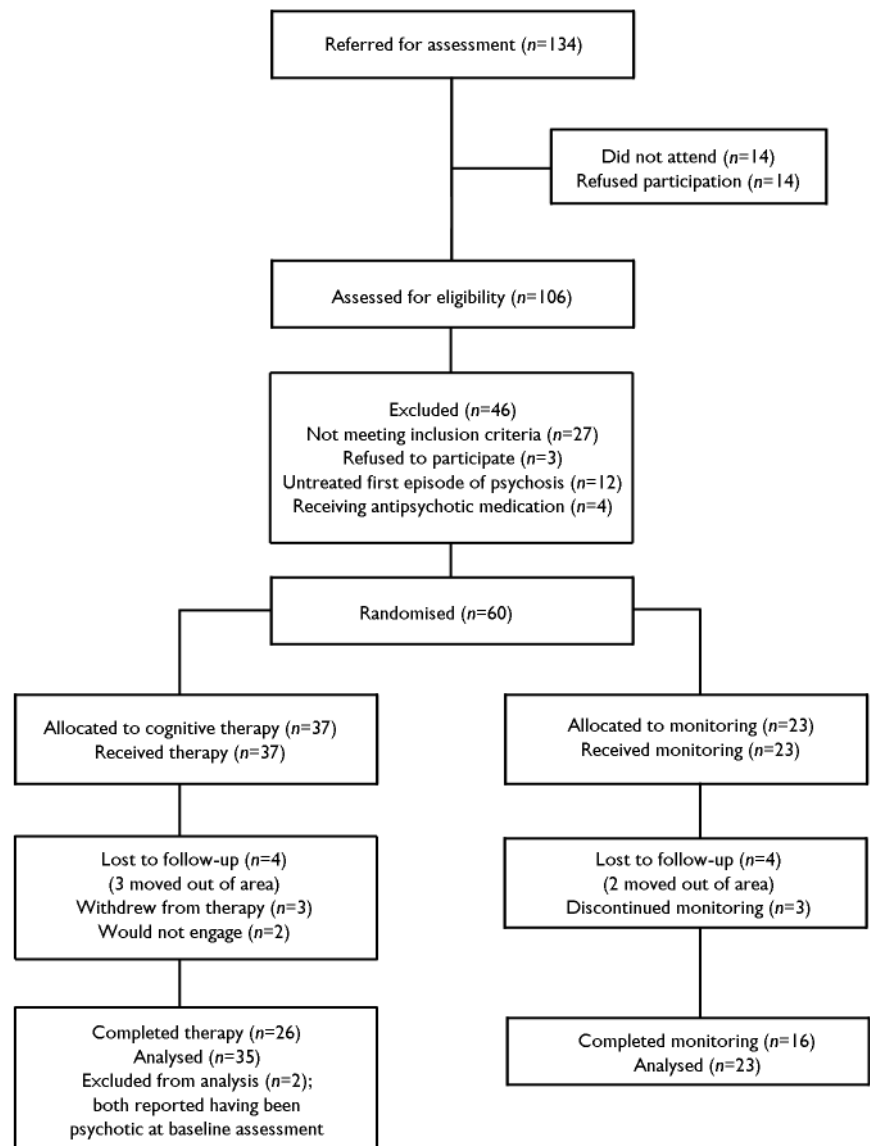 Referred for assessment (n=134)
Did not attend (n=14)
Refused participation (n=14)
Assessed for eligibility (n=106)
Excluded (n=46)
Not meeting inclusion criteria (n=27)
Refused to participate (n=3)
Untreated first episode of psychosis (n=12)
Receiving antipsychotic medication (n=4)
Randomised (n=60)
Allocated to cognitive therapy (n=37)
Received therapy (n=37)
Allocated to monitoring (n=23)
Received monitoring (n=23)
Lost to follow-up (n=4)
(3 moved out of area)
Withdrew from therapy (n=3)
Would not engage (n=2)
Lost to follow-up (n=4)
(2 moved out of area)
Discontinued monitoring (n=3)
Completed therapy (n=26)
Analysed (n=35)
Excluded from analysis (n=2);
both reported having been
psychotic at baseline assessment
Completed monitoring (n=16)
Analysed (n=23)